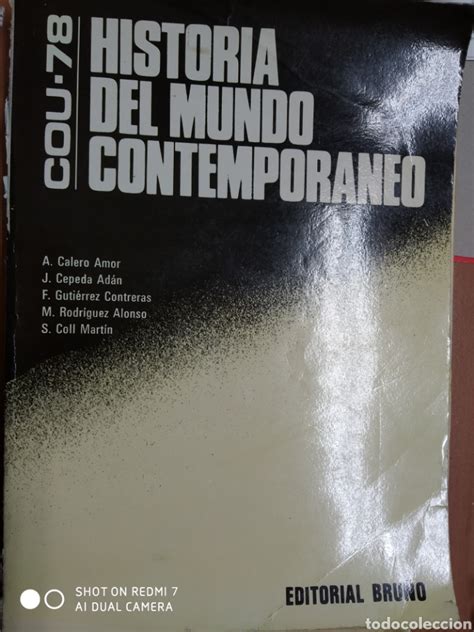 COU-78
HISTORIA
DEL MUNDO
CONTEMPORANEO
A. Calero Amor
J. Cepeda Adán
F. Gutiérrez Contreras
M. Rodríguez Alonso
S. Coll Martín
EDITORIAL BRUÑO
SHOT ON REDMI 7
AI DUAL CAMERA
todocoleccion